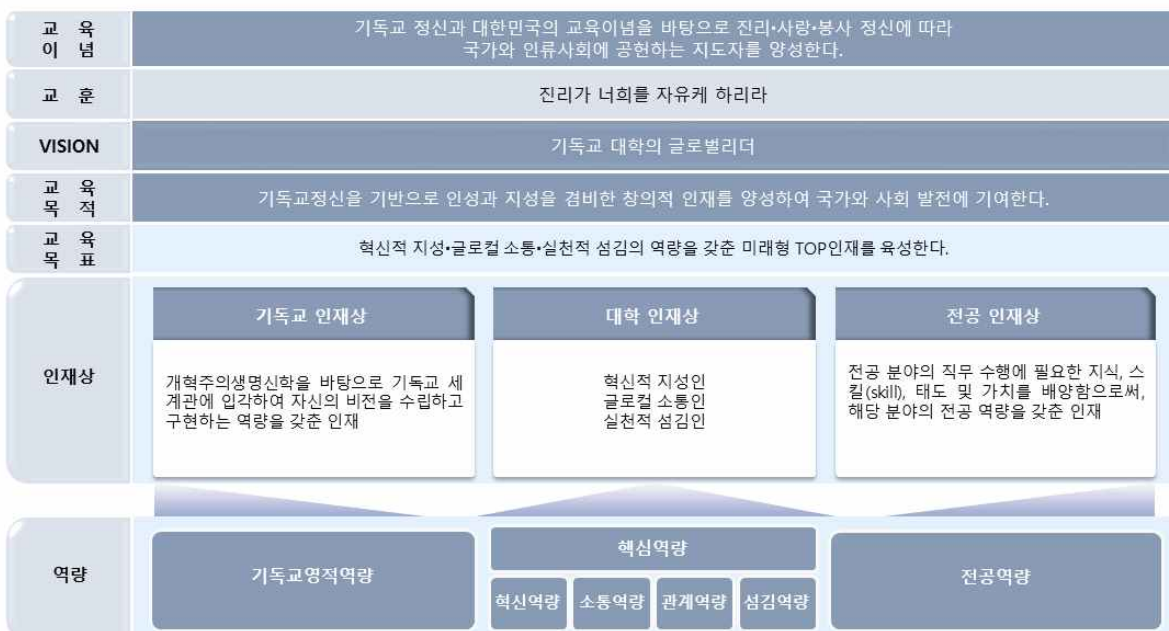 교 육
이 념
기독교 정신과 대한민국의 교육이념을 바탕으로 진리•사랑•봉사 정신에 따라
국가와 인류사회에 공헌하는 지도자를 양성한다.
교 훈
진리가 너희를 자유케 하리라
VISION
기독교 대학의 글로벌리더
교 육
목 적
기독교정신을 기반으로 인성과 지성을 겸비한 창의적 인재를 양성하여 국가와 사회 발전에 기여한다.
교 육
목 표
혁신적 지성•글로컬 소통•실천적 섬김의 역량을 갖춘 미래형 TOP인재를 육성한다.
인재상
기독교 인재상
개혁주의생명신학을 바탕으로 기독교 세
계관에 입각하여 자신의 비전을 수립하고
구현하는 역량을 갖춘 인재
대학 인재상
혁신적 지성인
글로컬 소통인
실천적 섬김인
전공 인재상
전공 분야의 직무 수행에 필요한 지식, 스
킬(skill), 태도 및 가치를 배양함으로써,
해당 분야의 전공 역량을 갖춘 인재
역량
기독교영적역량
핵심역량
혁신역량 소통역량 관계역량 섬김역량
전공역량